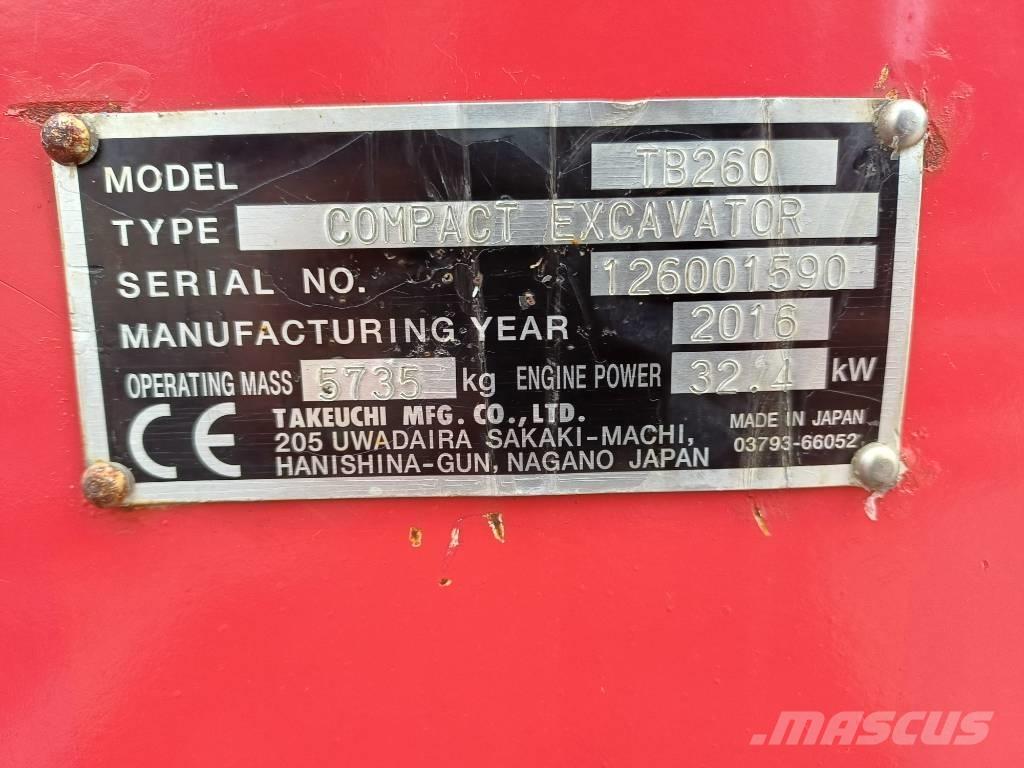 MODEL TB260
TYPE COMPACT EXCAVATOR
SERIAL NO. 126001590
MANUFACTURING YEAR 2016
OPERATING MASS 5735 kg ENGINE POWER 32.4 kW
CE
TAKEUCHI MFG. CO., LTD.
205 UWADAIRA SAKAKI-MACHI,
HANISHINA-GUN, NAGANO JAPAN
MADE IN JAPAN
03793-66052
MASCUS